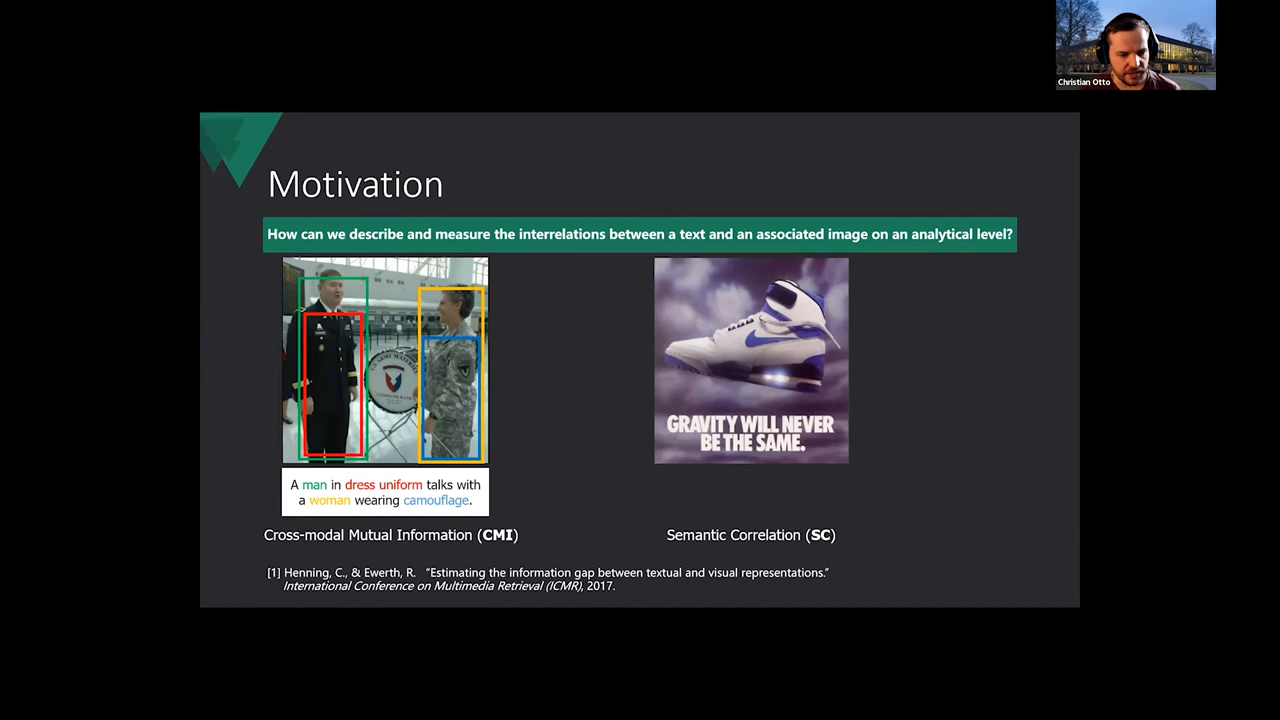 Christian Otto
Motivation
How can we describe and measure the interrelations between a text and an associated image on an analytical level?
GRAVITY WILL NEVER
BE THE SAME.
A man in dress uniform talks with
a woman wearing camouflage.
Cross-modal Mutual Information (CMI)
Semantic Correlation (SC)
[1] Henning, C., & Ewerth, R. “Estimating the information gap between textual and visual representations.”
International Conference on Multimedia Retrieval (ICMR), 2017.